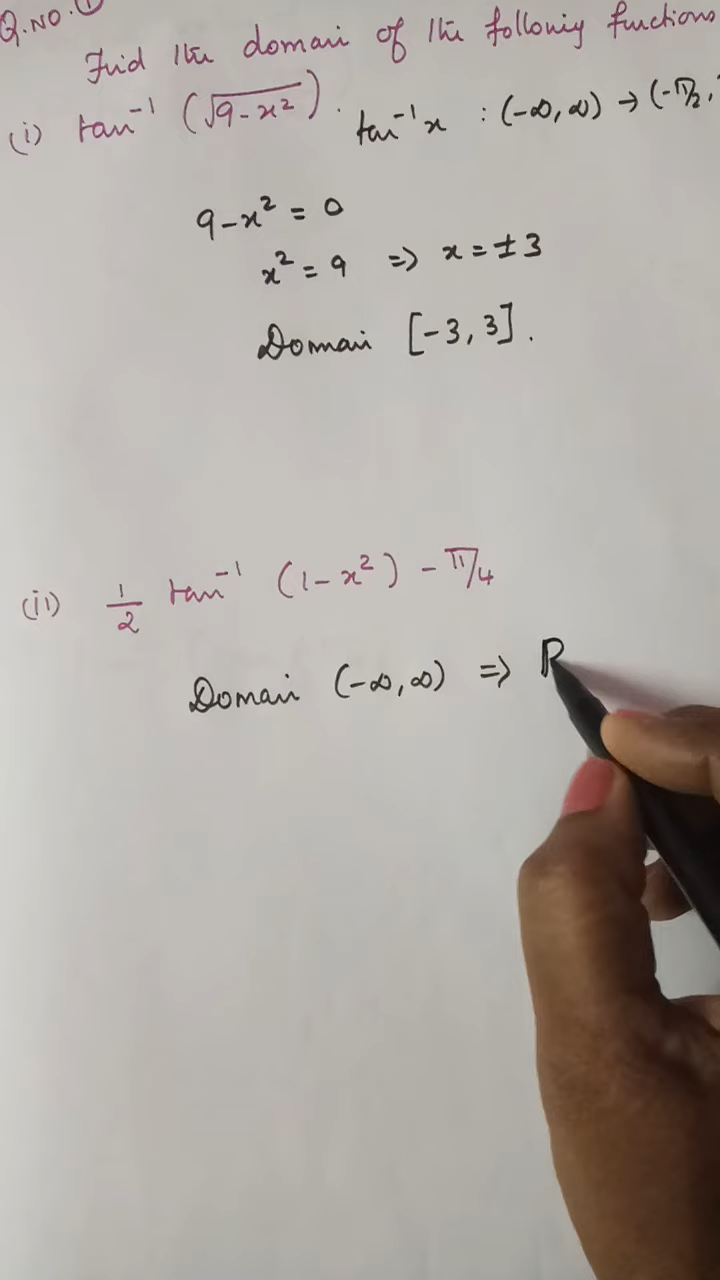 Q.NO.①
Find the domain of the following functions
(i) tan⁻¹ (√9-x²). tan⁻¹x : (-∞, ∞) → (-π/2,
9-x² = 0
x² = 9 => x = ±3
Domain [-3, 3].
(ii) 1/2 tan⁻¹ (1-x²) - π/4
Domain (-∞, ∞) => R